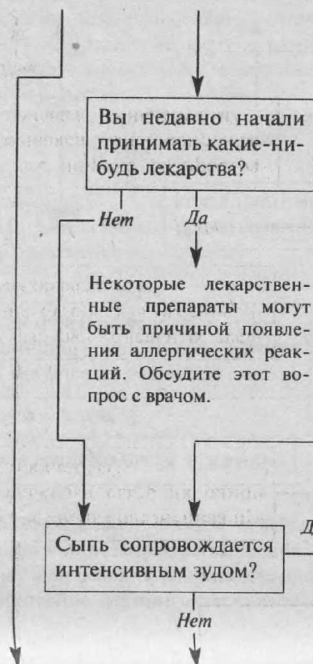 Вы недавно начали
принимать какие-ни-
будь лекарства?
Нет Да
Некоторые лекарствен-
ные препараты могут
быть причиной появле-
ния аллергических реак-
ций. Обсудите этот во-
прос с врачом.
Сыпь сопровождается
интенсивным зудом?
Нет